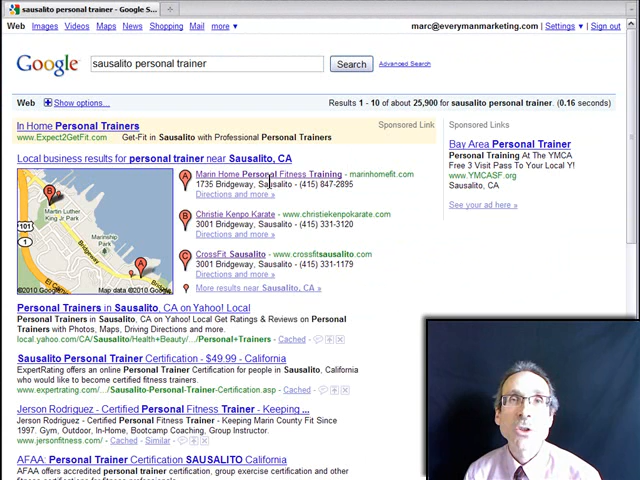 sausalito personal trainer - Google S...
Web Images Videos Maps News Shopping Mail more ▼
marc@everymanmarketing.com | Settings ▼ | Sign out
Google
sausalito personal trainer
Search
Advanced Search
Web Show options...
Results 1 - 10 of about 25,900 for sausalito personal trainer. (0.16 seconds)
In Home Personal Trainers
Sponsored Link
www.Expect2GetFit.com Get-Fit in Sausalito with Professional Personal Trainers
Local business results for personal trainer near Sausalito, CA
A Marin Home Personal Fitness Training - marinhomefit.com
1735 Bridgeway, Sausalito - (415) 847-2895
Directions and more »
B Christie Kenpo Karate - www.christiekenpokarate.com
3001 Bridgeway, Sausalito - (415) 331-3120
Directions and more »
C CrossFit Sausalito - www.crossfitsausalito.com
3001 Bridgeway, Sausalito - (415) 331-1179
Directions and more »
More results near Sausalito, CA »
B
Martin Luther
King Jr Park
Marinship
Park
101
1
Bridgeway
A
©2010 Google Map data ©2010 Google
Personal Trainers in Sausalito, CA on Yahoo! Local
Personal Trainers in Sausalito, CA on Yahoo! Local Get Ratings & Reviews on Personal
Trainers with Photos, Maps, Driving Directions and more.
local.yahoo.com/CA/Sausalito/Health+Beauty/.../Personal+Trainers - Cached
Sausalito Personal Trainer Certification - $49.99 - California
ExpertRating offers an online Personal Trainer Certification for people in Sausalito, California
who would like to become certified fitness trainers.
www.expertrating.com/.../Sausalito-Personal-Trainer-Certification.asp - Cached
Jerson Rodriguez - Certified Personal Fitness Trainer - Keeping ...
Jerson Rodriguez - Certified Personal Fitness Trainer - Keeping Marin County Fit Since
1997. Gym, Outdoor, In-Home, Bootcamp Coaching, Group Instructor.
www.jersonfitness.com/ - Cached - Similar
AFAA: Personal Trainer Certification SAUSALITO California
AFAA offers accredited personal trainer certification, group exercise certification and other
Sponsored Links
Bay Area Personal Trainer
Personal Training At The YMCA
Free 3 Visit Pass To Your Local Y!
www.YMCASF.org
Sausalito, CA
See your ad here »